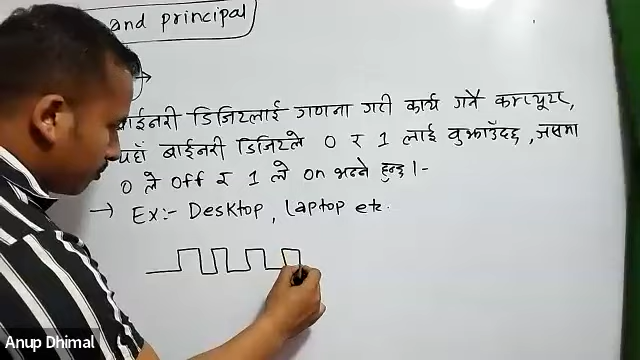 and principal
बाईनरी डिजिटलाई गणना गरी कार्य गर्ने कम्प्यूटर,
यहाँ बाईनरी डिजिटले 0 र 1 लाई बुझाउँदछ, जसमा
0 ले off र 1 ले on भन्ने हुन्छ।-
→ Ex:- Desktop, laptop etc.
Anup Dhimal